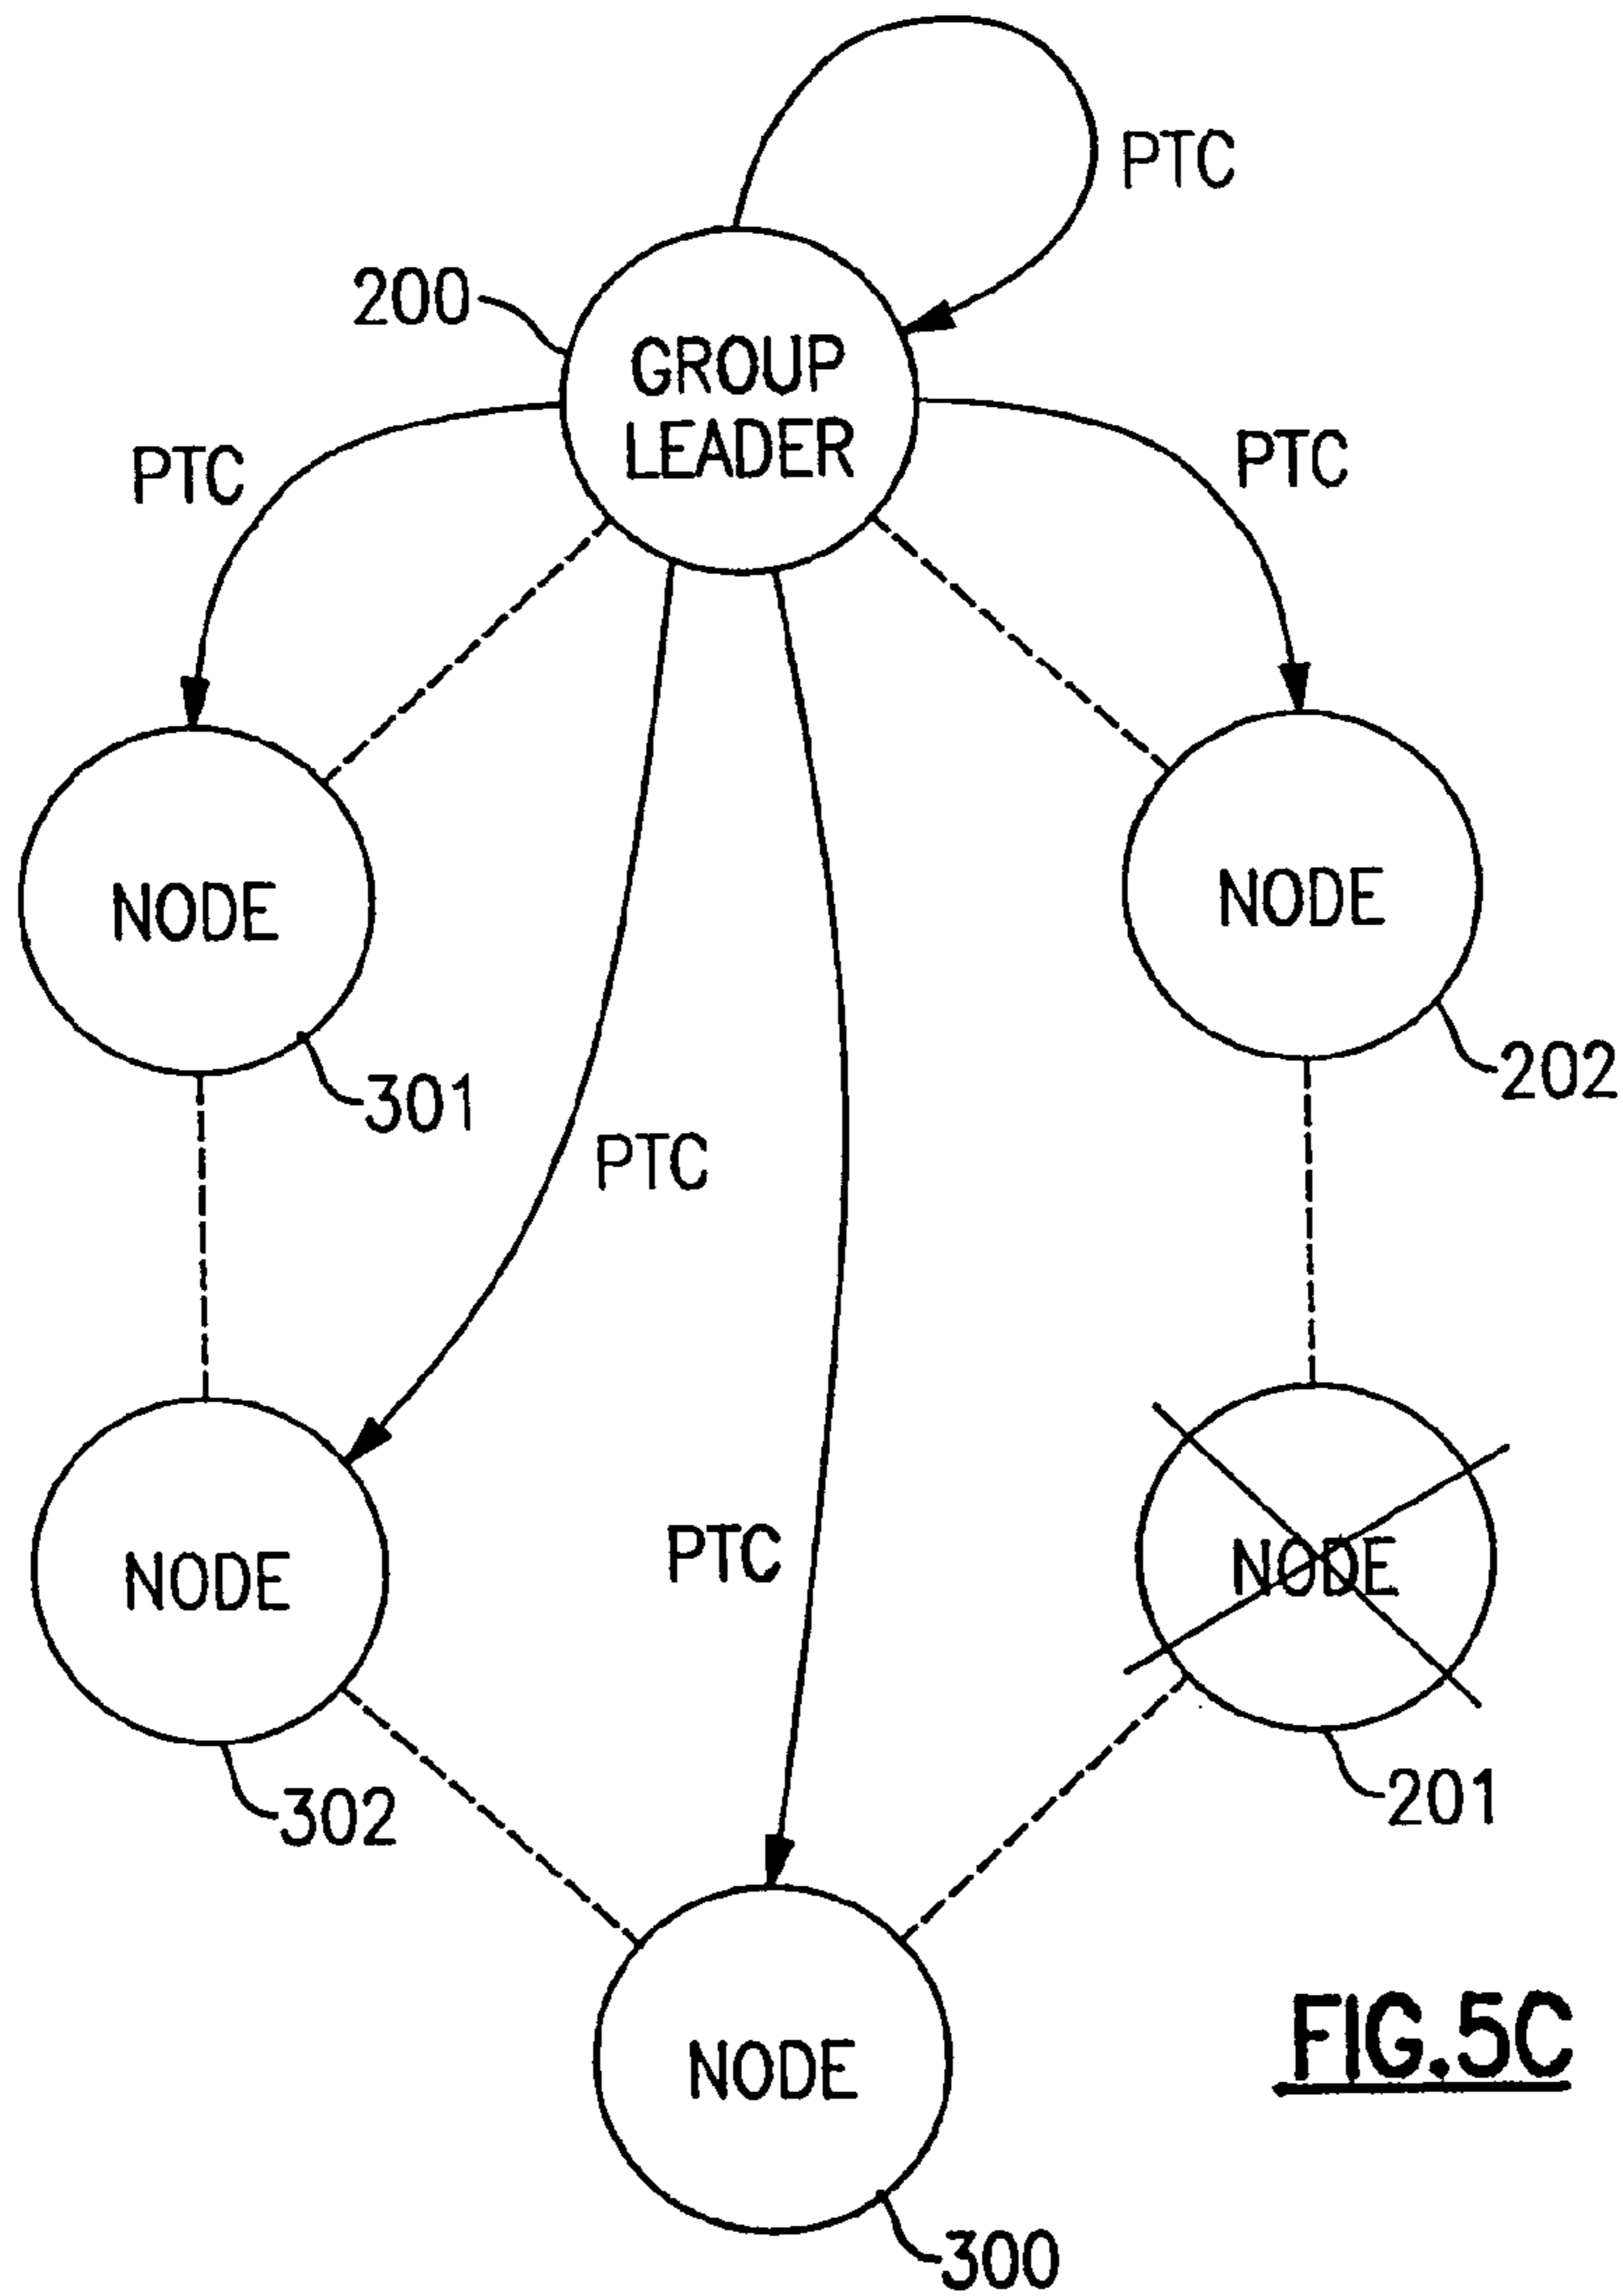 PTC
200
GROUP
LEADER
PTC
PTC
NODE
NODE
301
202
PTC
NODE
PTC
NODE
302
201
NODE
FIG.5C
300